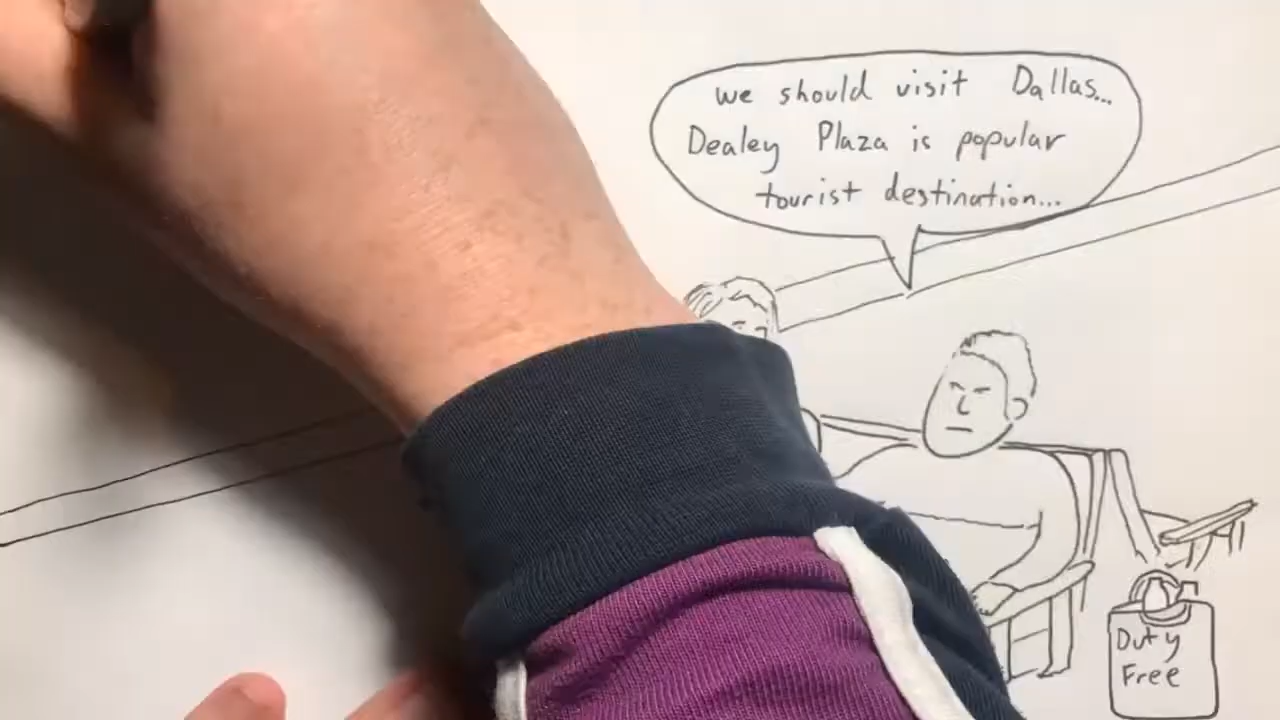 we should visit Dallas...
Dealey Plaza is popular
tourist destination...
Duty
Free